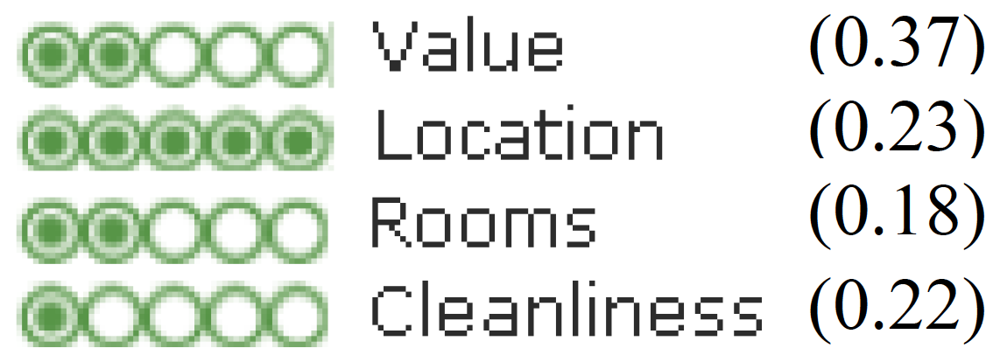 Value (0.37)
Location (0.23)
Rooms (0.18)
Cleanliness (0.22)